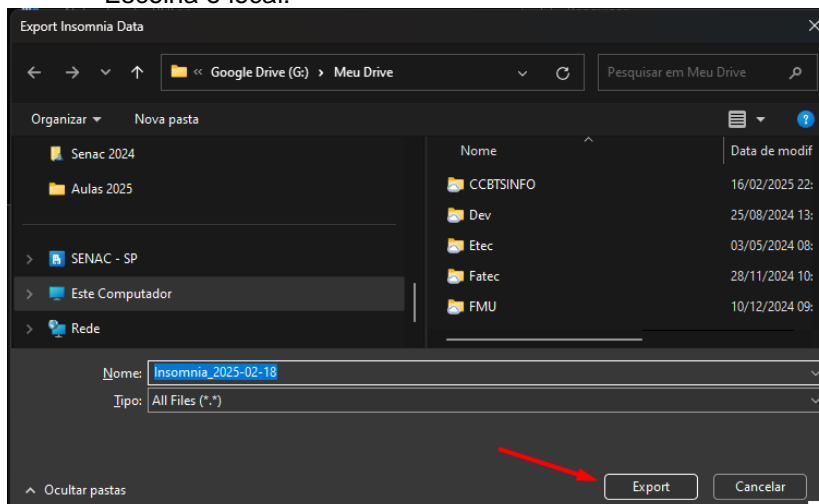 Escolha o local.
Export Insomnia Data
Google Drive (G:) › Meu Drive
Pesquisar em Meu Drive
Organizar
Nova pasta
Senac 2024
Aulas 2025
SENAC - SP
Este Computador
Rede
Nome
Data de modif
CCBTSINFO
16/02/2025 22:
Dev
25/08/2024 13:
Etec
03/05/2024 08:
Fatec
28/11/2024 10:
FMU
10/12/2024 09:
Nome:
Insomnia_2025-02-18
Tipo:
All Files (*.*)
Ocultar pastas
Export
Cancelar